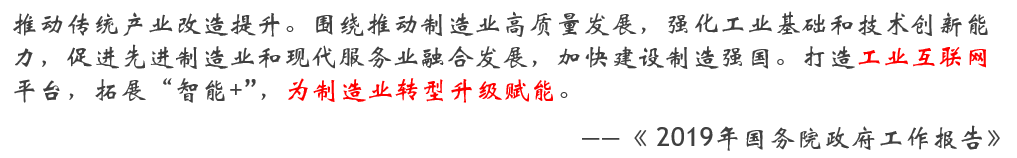 推动传统产业改造提升。围绕推动制造业高质量发展，强化工业基础和技术创新能
力，促进先进制造业和现代服务业融合发展，加快建设制造强国。打造工业互联网
平台，拓展“智能+”，为制造业转型升级赋能。
——《 2019年国务院政府工作报告》